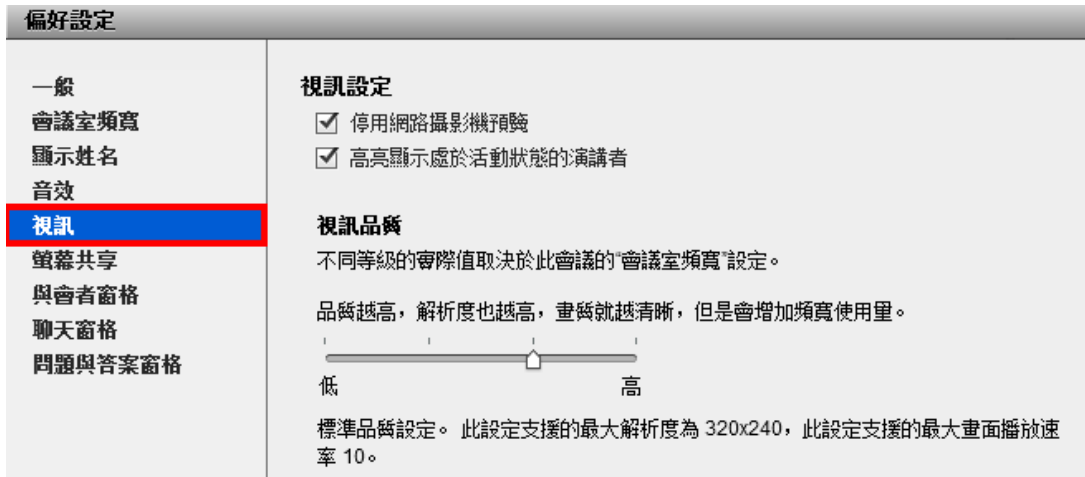 偏好設定
一般
會議室頻寬
顯示姓名
音效
視訊
螢幕共享
與會者窗格
聊天窗格
問題與答案窗格
視訊設定
停用網路攝影機預覽
高亮顯示處於活動狀態的演講者
視訊品質
不同等級的實際值取決於此會議的“會議室頻寬”設定。
品質越高，解析度也越高，畫質就越清晰，但是會增加頻寬使用量。
低
高
標準品質設定。 此設定支援的最大解析度為 320x240，此設定支援的最大畫面播放速
率 10。